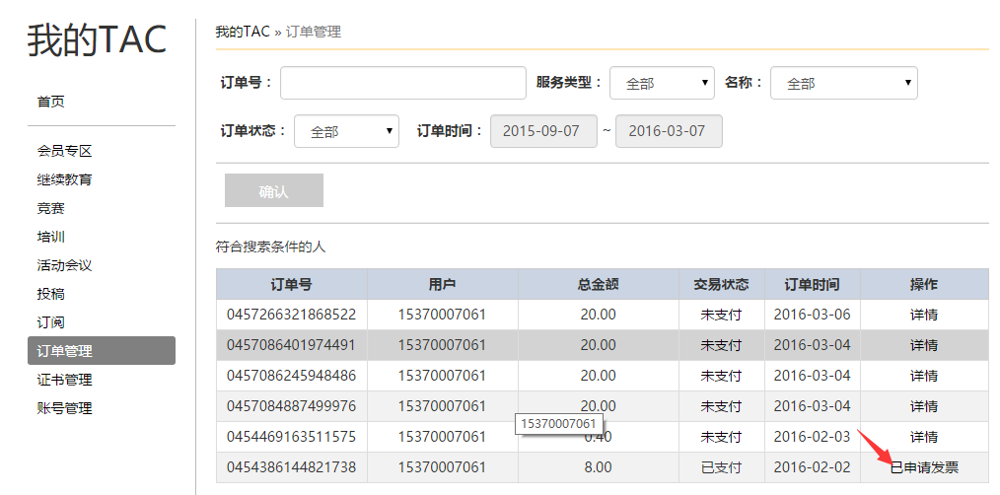 我的TAC
首页
会员专区
继续教育
竞赛
培训
活动会议
投稿
订阅
订单管理
证书管理
账号管理
我的TAC » 订单管理
订单号： 服务类型： 全部 名称： 全部
订单状态： 全部 订单时间： 2015-09-07 ~ 2016-03-07
确认
符合搜索条件的人
订单号 用户 总金额 交易状态 订单时间 操作
0457266321868522 15370007061 20.00 未支付 2016-03-06 详情
0457086401974491 15370007061 20.00 未支付 2016-03-04 详情
0457086245948486 15370007061 20.00 未支付 2016-03-04 详情
0457084887499976 15370007061 20.00 未支付 2016-03-04 详情
15370007061
0454469163511575 15370007061 0.40 未支付 2016-02-03 详情
0454386144821738 15370007061 8.00 已支付 2016-02-02 已申请发票